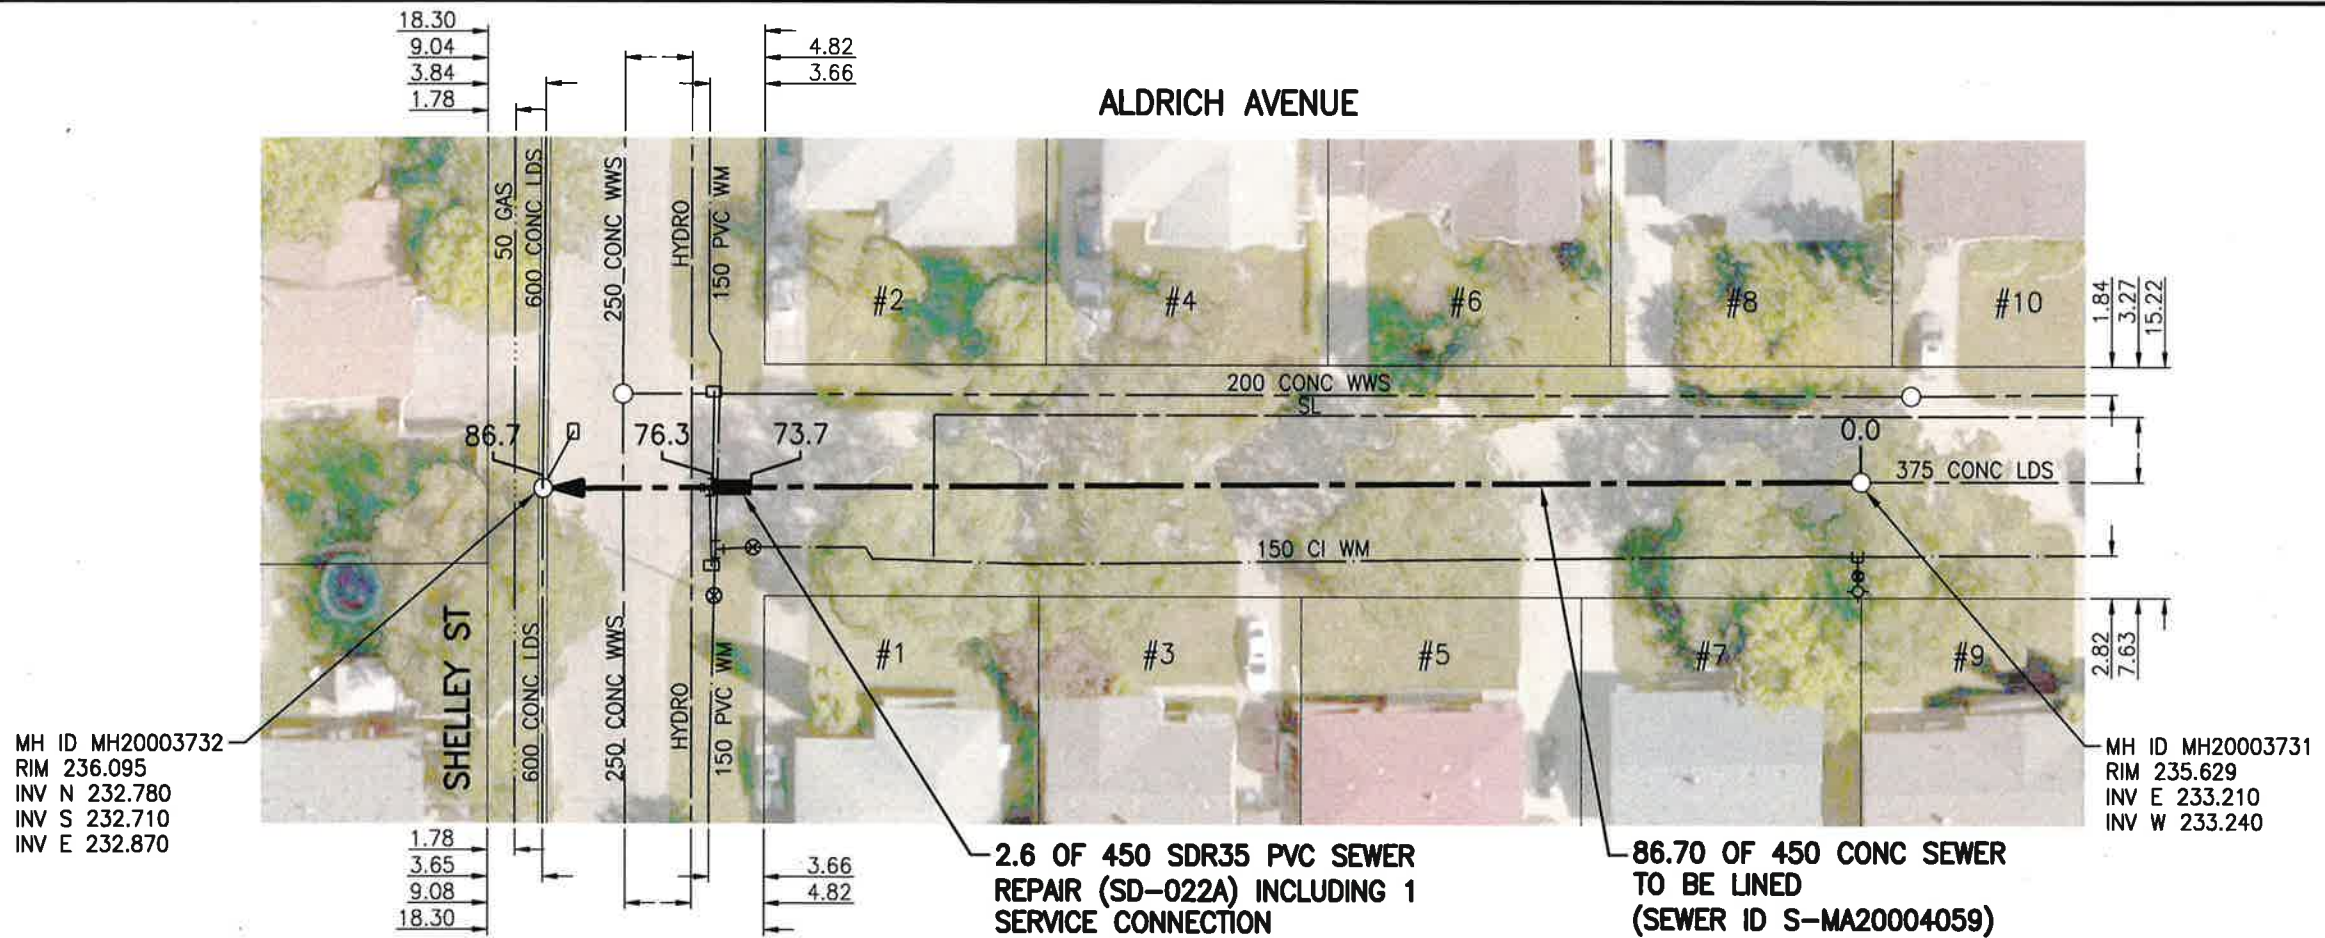 18.30
9.04
3.84
1.78
4.82
3.66
ALDRICH AVENUE
50 GAS
600 CONC LDS
250 CONC WWS
HYDRO
150 PVC WM
#2
#4
#6
#8
#10
1.84
3.27
15.22
200 CONC WWS
SL
86.7
76.3
73.7
0.0
375 CONC LDS
150 CI WM
SHELLEY ST
600 CONC LDS
250 CONC WWS
HYDRO
150 PVC WM
#1
#3
#5
#7
#9
2.82
7.63
MH ID MH20003732
RIM 236.095
INV N 232.780
INV S 232.710
INV E 232.870
MH ID MH20003731
RIM 235.629
INV E 233.210
INV W 233.240
1.78
3.65
9.08
18.30
3.66
4.82
2.6 OF 450 SDR35 PVC SEWER
REPAIR (SD-022A) INCLUDING 1
SERVICE CONNECTION
86.70 OF 450 CONC SEWER
TO BE LINED
(SEWER ID S-MA20004059)